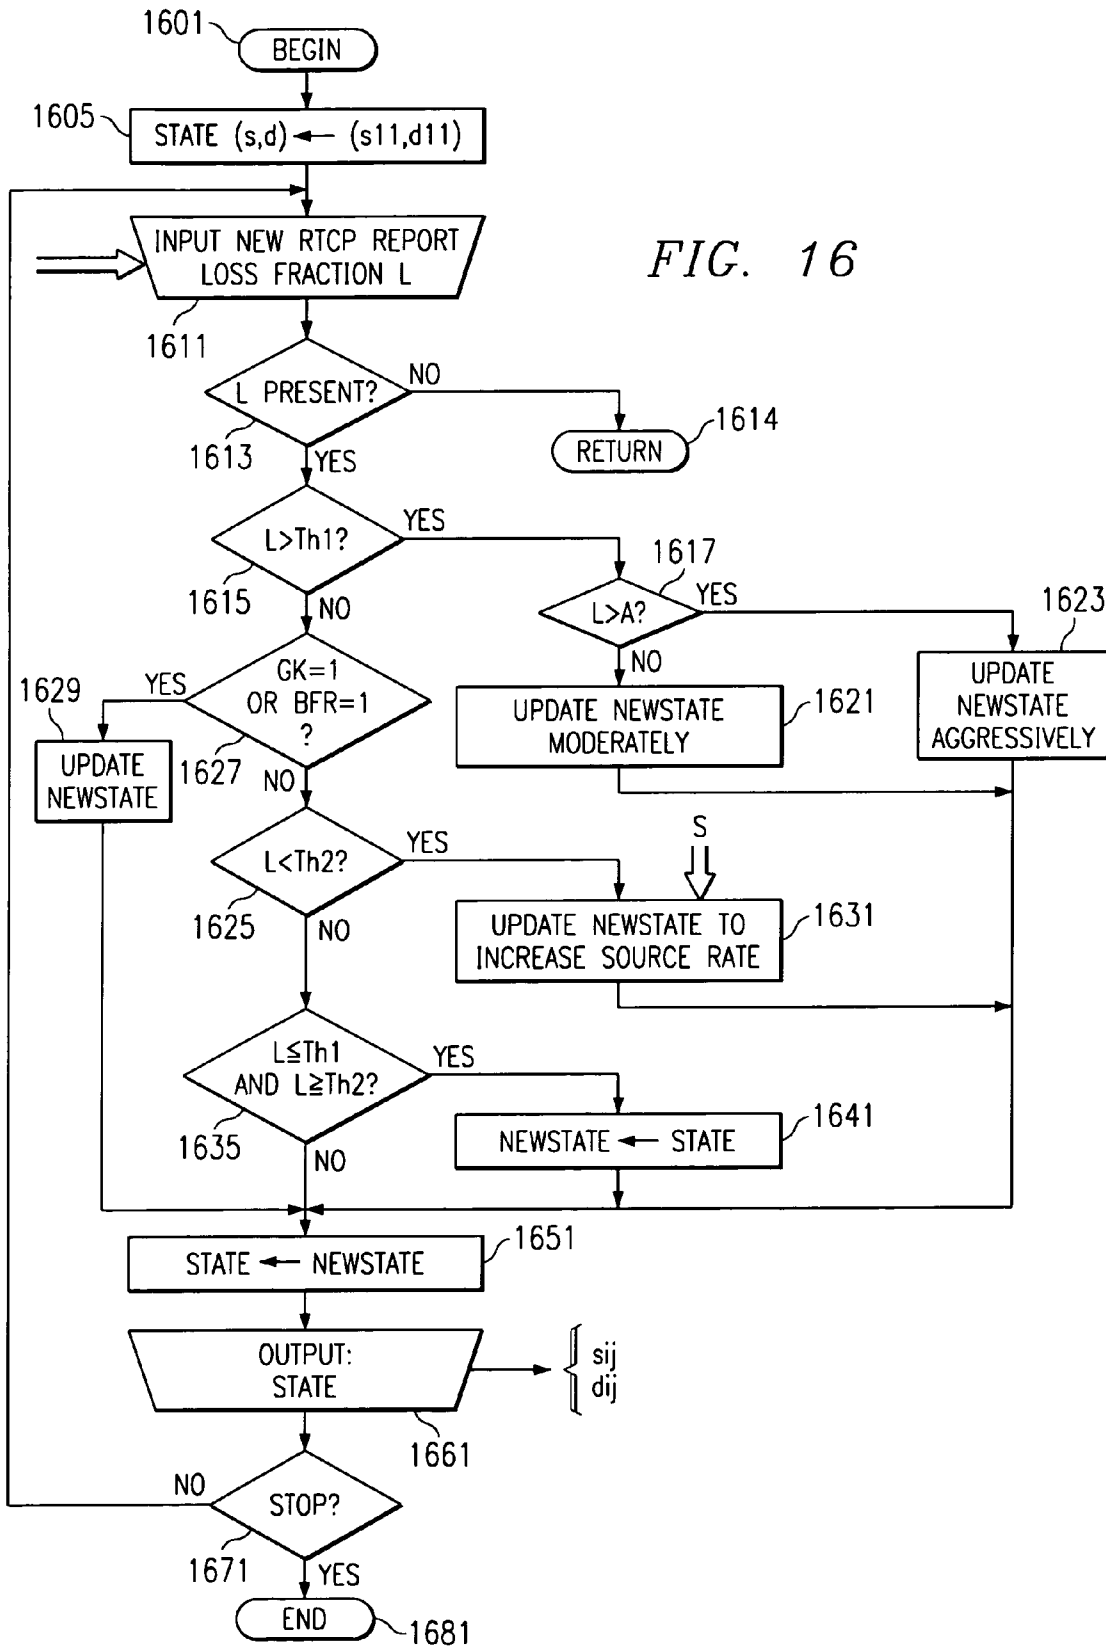 1601
BEGIN
1605
STATE (s,d) ← (s11,d11)
INPUT NEW RTCP REPORT
LOSS FRACTION L
1611
FIG. 16
L PRESENT?
NO
1613
YES
1614
RETURN
L>Th1?
YES
1615
NO
1617
L>A?
YES
NO
1623
UPDATE
NEWSTATE
AGGRESSIVELY
UPDATE NEWSTATE
MODERATELY
1621
GK=1
OR BFR=1
?
YES
1627
NO
1629
UPDATE
NEWSTATE
L<Th2?
YES
1625
NO
S
UPDATE NEWSTATE TO
INCREASE SOURCE RATE
1631
L≦Th1
AND L≧Th2?
YES
1635
NO
NEWSTATE ← STATE
1641
STATE ← NEWSTATE
1651
OUTPUT:
STATE
1661
sij
dij
STOP?
NO
1671
YES
END
1681